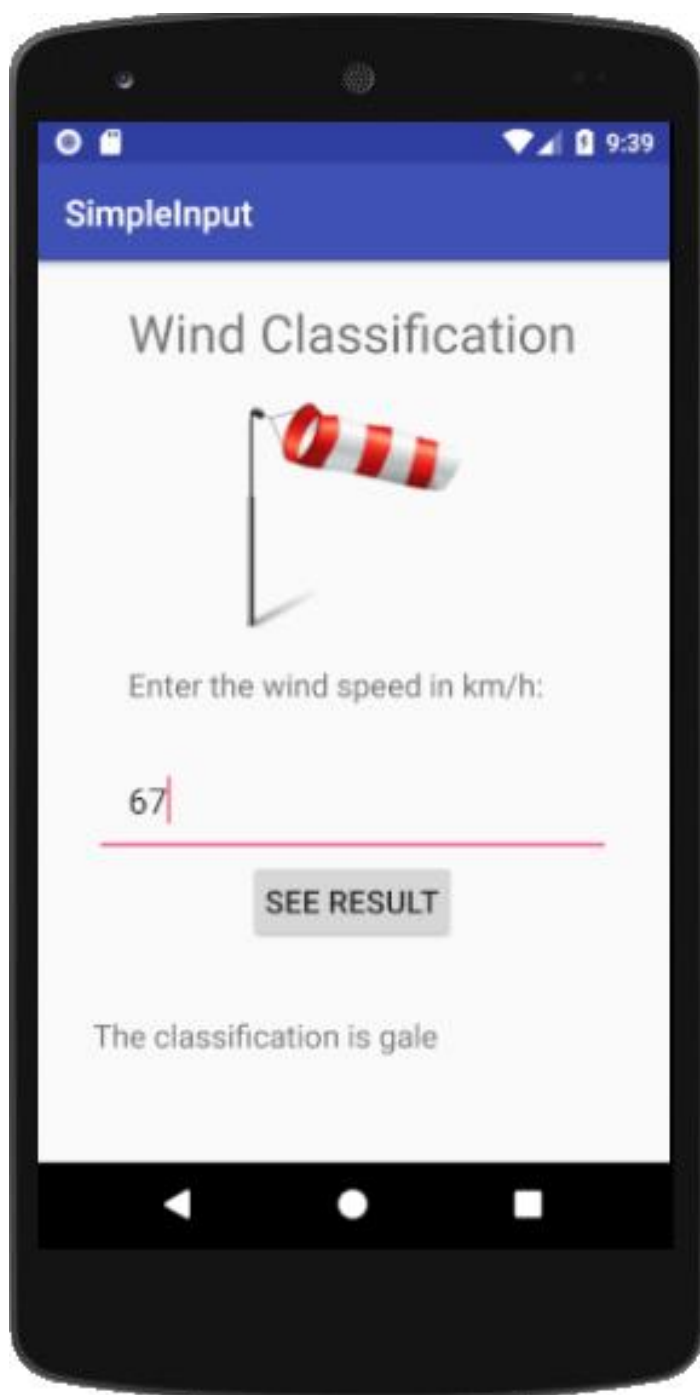 9:39
SimpleInput
Wind Classification
Enter the wind speed in km/h:
67
SEE RESULT
The classification is gale